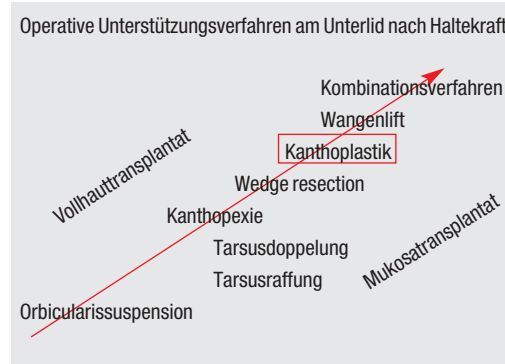 Operative Unterstützungsverfahren am Unterlid nach Haltekraft
Kombinationsverfahren
Wangenlift
Kanthoplastik
Vollhauttransplantat
Wedge resection
Kanthopexie
Mukosatransplantat
Tarsusdoppelung
Tarsusraffung
Orbicularissuspension